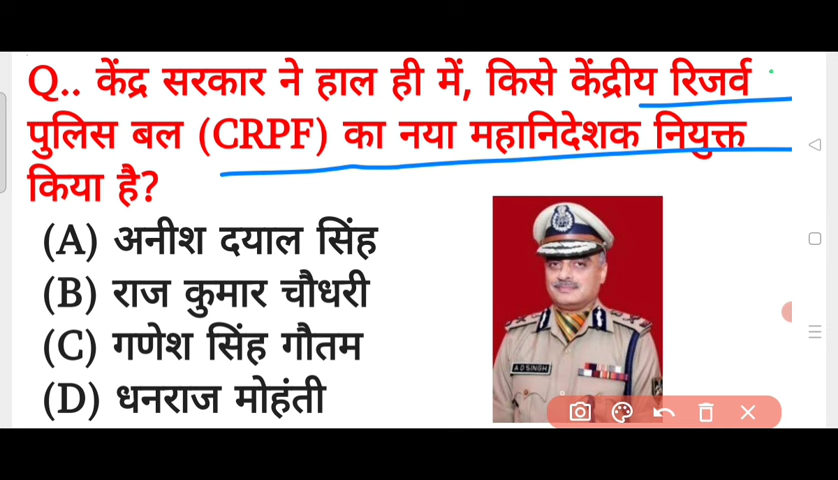 Q.. केंद्र सरकार ने हाल ही में, किसे केंद्रीय रिजर्व
पुलिस बल (CRPF) का नया महानिदेशक नियुक्त
किया है?
(A) अनीश दयाल सिंह
(B) राज कुमार चौधरी
(C) गणेश सिंह गौतम
(D) धनराज मोहंती
A D SINGH